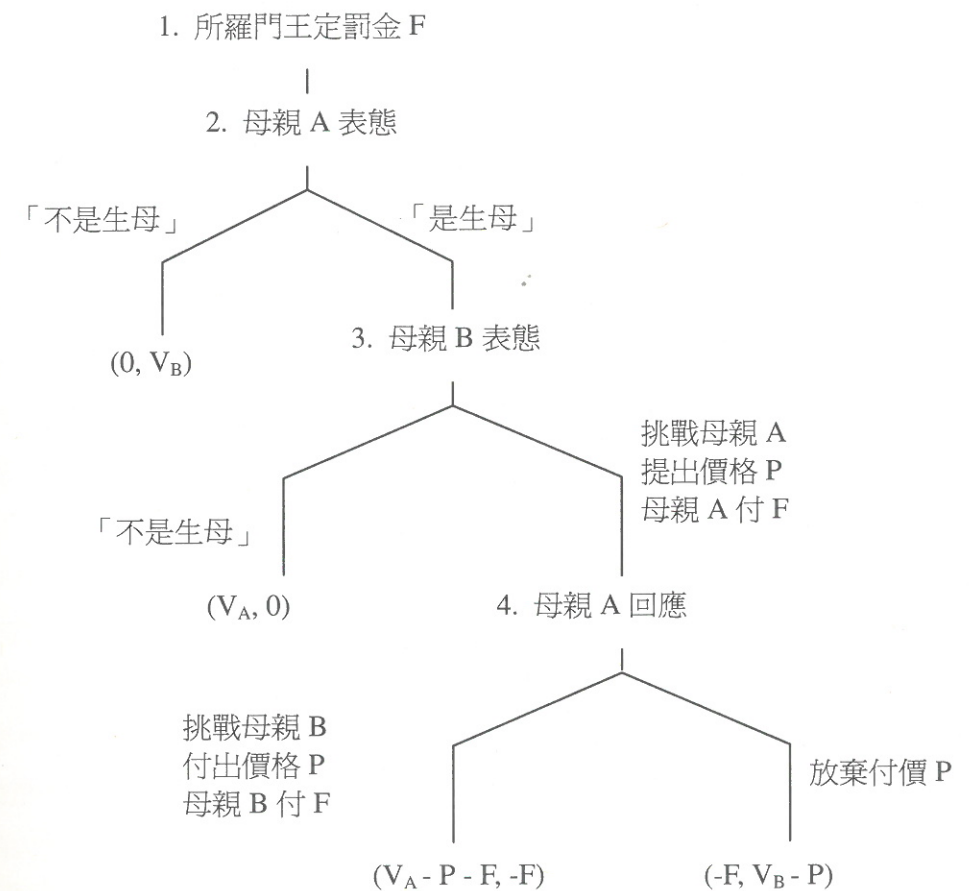 1. 所羅門王定罰金 F
2. 母親 A 表態
「不是生母」
「是生母」
(0, V_B)
3. 母親 B 表態
挑戰母親 A
提出價格 P
母親 A 付 F
「不是生母」
(V_A, 0)
4. 母親 A 回應
挑戰母親 B
付出價格 P
母親 B 付 F
放棄付價 P
(V_A - P - F, -F)
(-F, V_B - P)